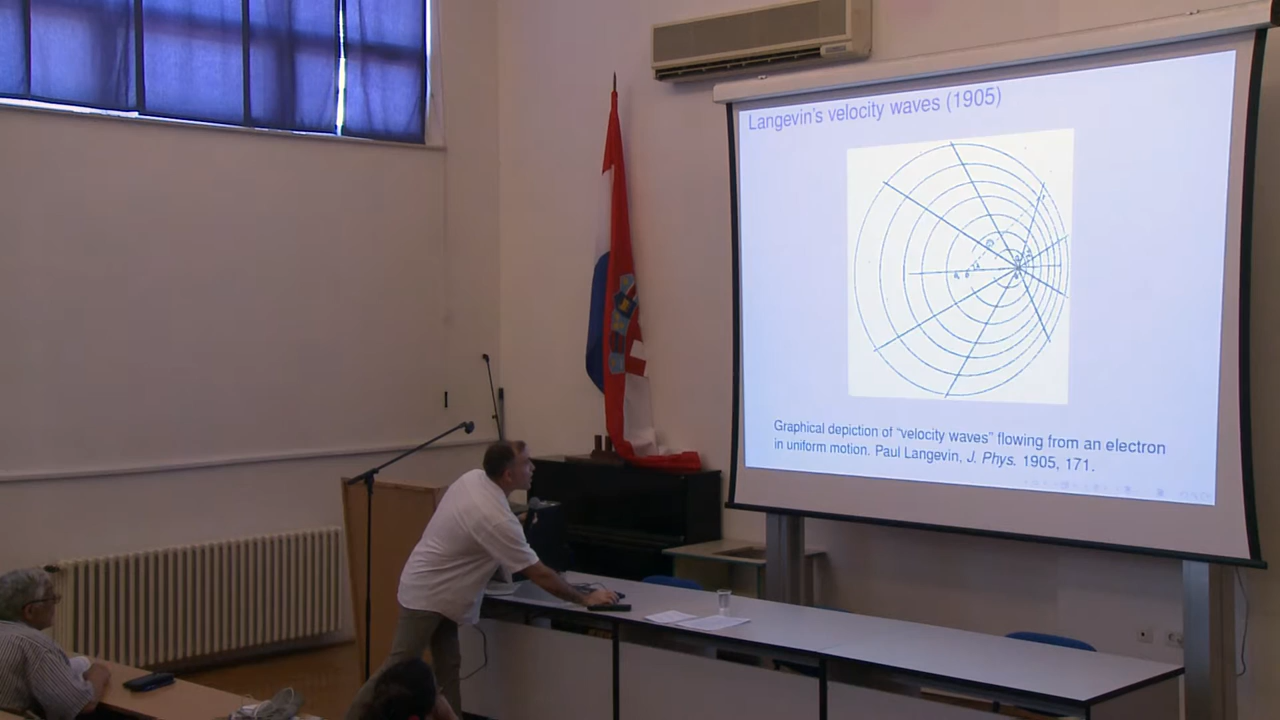 Langevin's velocity waves (1905)
Graphical depiction of "velocity waves" flowing from an electron
in uniform motion. Paul Langevin, J. Phys. 1905, 171.